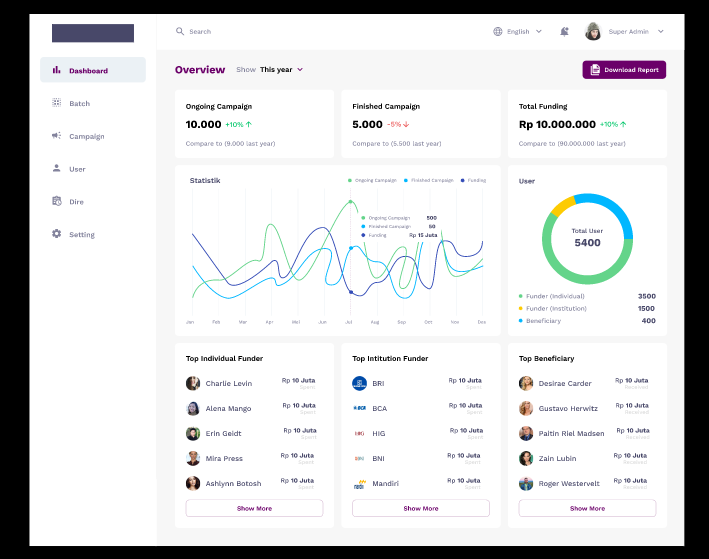 Search
English
Super Admin
Dashboard
Batch
Campaign
User
Dire
Setting
Overview Show This year
Download Report
Ongoing Campaign
10.000 +10%
Compare to (9.000 last year)
Finished Campaign
5.000 -5%
Compare to (5.500 last year)
Total Funding
Rp 10.000.000 +10%
Compare to (90.000.000 last year)
Statistik
Ongoing Campaign Finished Campaign Funding
Ongoing Campaign 500
Finished Campaign 50
Funding Rp 15 Juta
Jan Feb Mar Apr Mei Jun Jul Aug Sep Oct Nov Des
User
Total User
5400
Funder (Individual) 3500
Funder (Institution) 1500
Beneficiary 400
Top Individual Funder
Charlie Levin Rp 10 Juta
Spent
Alena Mango Rp 10 Juta
Spent
Erin Geidt Rp 10 Juta
Spent
Mira Press Rp 10 Juta
Spent
Ashlynn Botosh Rp 10 Juta
Spent
Show More
Top Intitution Funder
BRI Rp 10 Juta
Spent
BCA BCA Rp 10 Juta
Spent
HIG Rp 10 Juta
Spent
BNI Rp 10 Juta
Spent
Mandiri Rp 10 Juta
Spent
Show More
Top Beneficiary
Desirae Carder Rp 10 Juta
Received
Gustavo Herwitz Rp 10 Juta
Received
Paitin Riel Madsen Rp 10 Juta
Received
Zain Lubin Rp 10 Juta
Received
Roger Westervelt Rp 10 Juta
Received
Show More